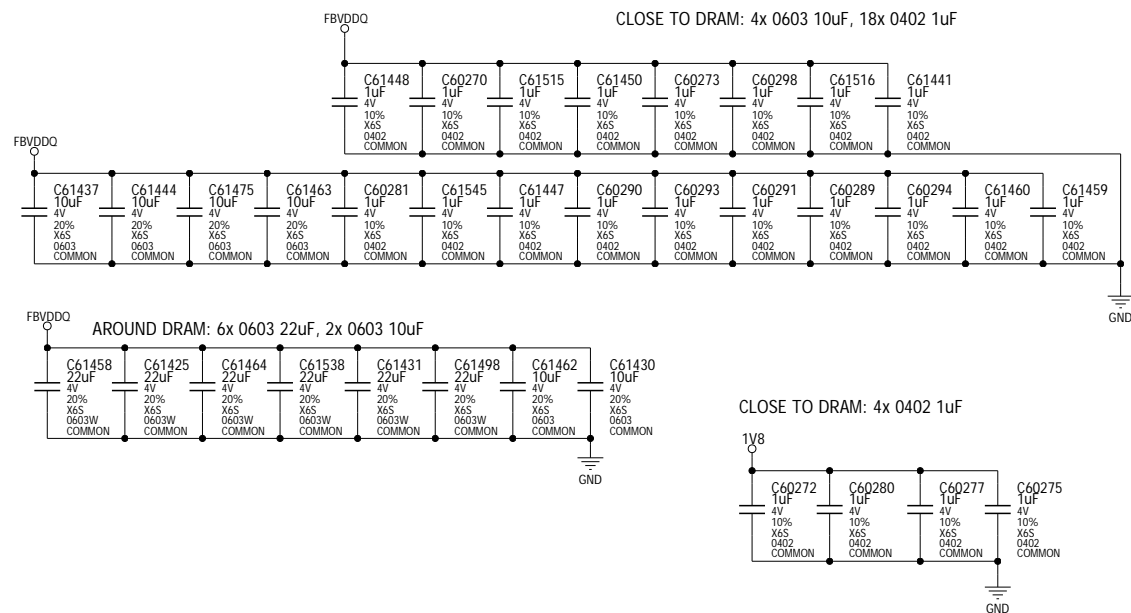 FBVDDQ
CLOSE TO DRAM: 4x 0603 10uF, 18x 0402 1uF
C61448 C60270 C61515 C61450 C60273 C60298 C61516 C61441
1uF 1uF 1uF 1uF 1uF 1uF 1uF 1uF
4V 4V 4V 4V 4V 4V 4V 4V
10% 10% 10% 10% 10% 10% 10% 10%
X6S X6S X6S X6S X6S X6S X6S X6S
0402 0402 0402 0402 0402 0402 0402 0402
COMMON COMMON COMMON COMMON COMMON COMMON COMMON COMMON
FBVDDQ
C61437 C61444 C61475 C61463 C60281 C61545 C61447 C60290 C60293 C60291 C60289 C60294 C61460 C61459
10uF 10uF 10uF 10uF 1uF 1uF 1uF 1uF 1uF 1uF 1uF 1uF 1uF 1uF
4V 4V 4V 4V 4V 4V 4V 4V 4V 4V 4V 4V 4V 4V
20% 20% 20% 20% 10% 10% 10% 10% 10% 10% 10% 10% 10% 10%
X6S X6S X6S X6S X6S X6S X6S X6S X6S X6S X6S X6S X6S X6S
0603 0603 0603 0603 0402 0402 0402 0402 0402 0402 0402 0402 0402 0402
COMMON COMMON COMMON COMMON COMMON COMMON COMMON COMMON COMMON COMMON COMMON COMMON COMMON COMMON
GND
FBVDDQ
AROUND DRAM: 6x 0603 22uF, 2x 0603 10uF
C61458 C61425 C61464 C61538 C61431 C61498 C61462 C61430
22uF 22uF 22uF 22uF 22uF 22uF 10uF 10uF
4V 4V 4V 4V 4V 4V 4V 4V
20% 20% 20% 20% 20% 20% 20% 20%
X6S X6S X6S X6S X6S X6S X6S X6S
0603W 0603W 0603W 0603W 0603W 0603W 0603 0603
COMMON COMMON COMMON COMMON COMMON COMMON COMMON COMMON
GND
CLOSE TO DRAM: 4x 0402 1uF
1V8
C60272 C60280 C60277 C60275
1uF 1uF 1uF 1uF
4V 4V 4V 4V
10% 10% 10% 10%
X6S X6S X6S X6S
0402 0402 0402 0402
COMMON COMMON COMMON COMMON
GND